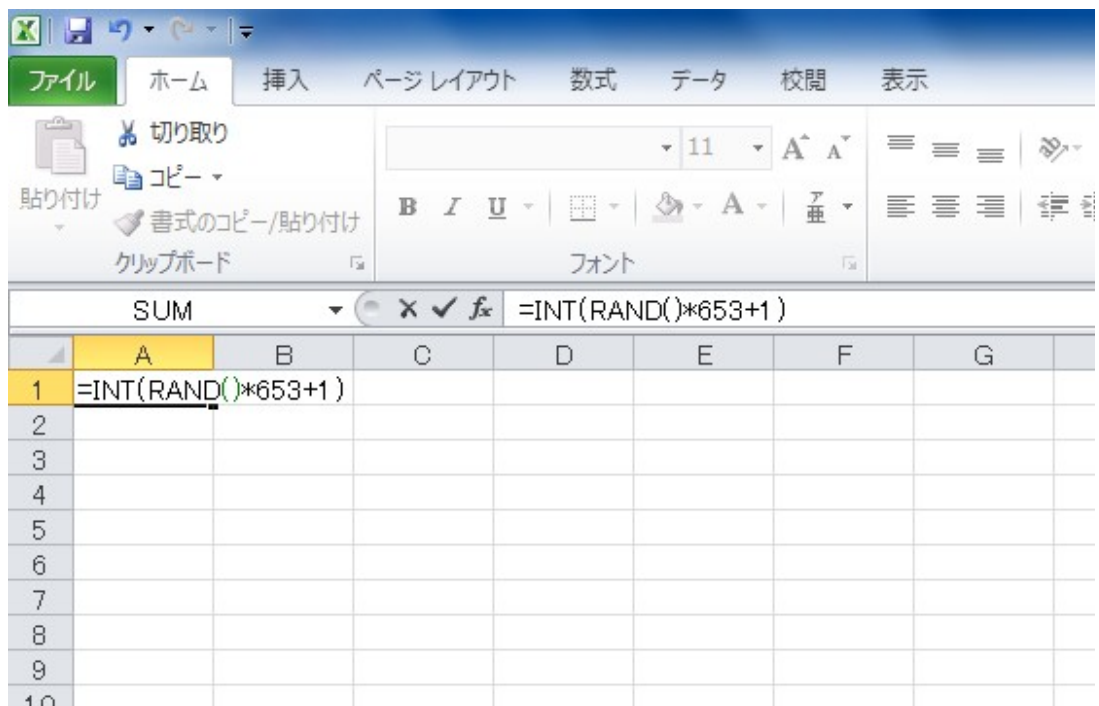 ファイル ホーム 挿入 ページ レイアウト 数式 データ 校閲 表示
切り取り
コピー
書式のコピー/貼り付け
貼り付け
クリップボード
11 A A
B I U A ア 亜
フォント
SUM fx =INT(RAND()*653+1)
A B C D E F G
1 =INT(RAND()*653+1)
2
3
4
5
6
7
8
9
10